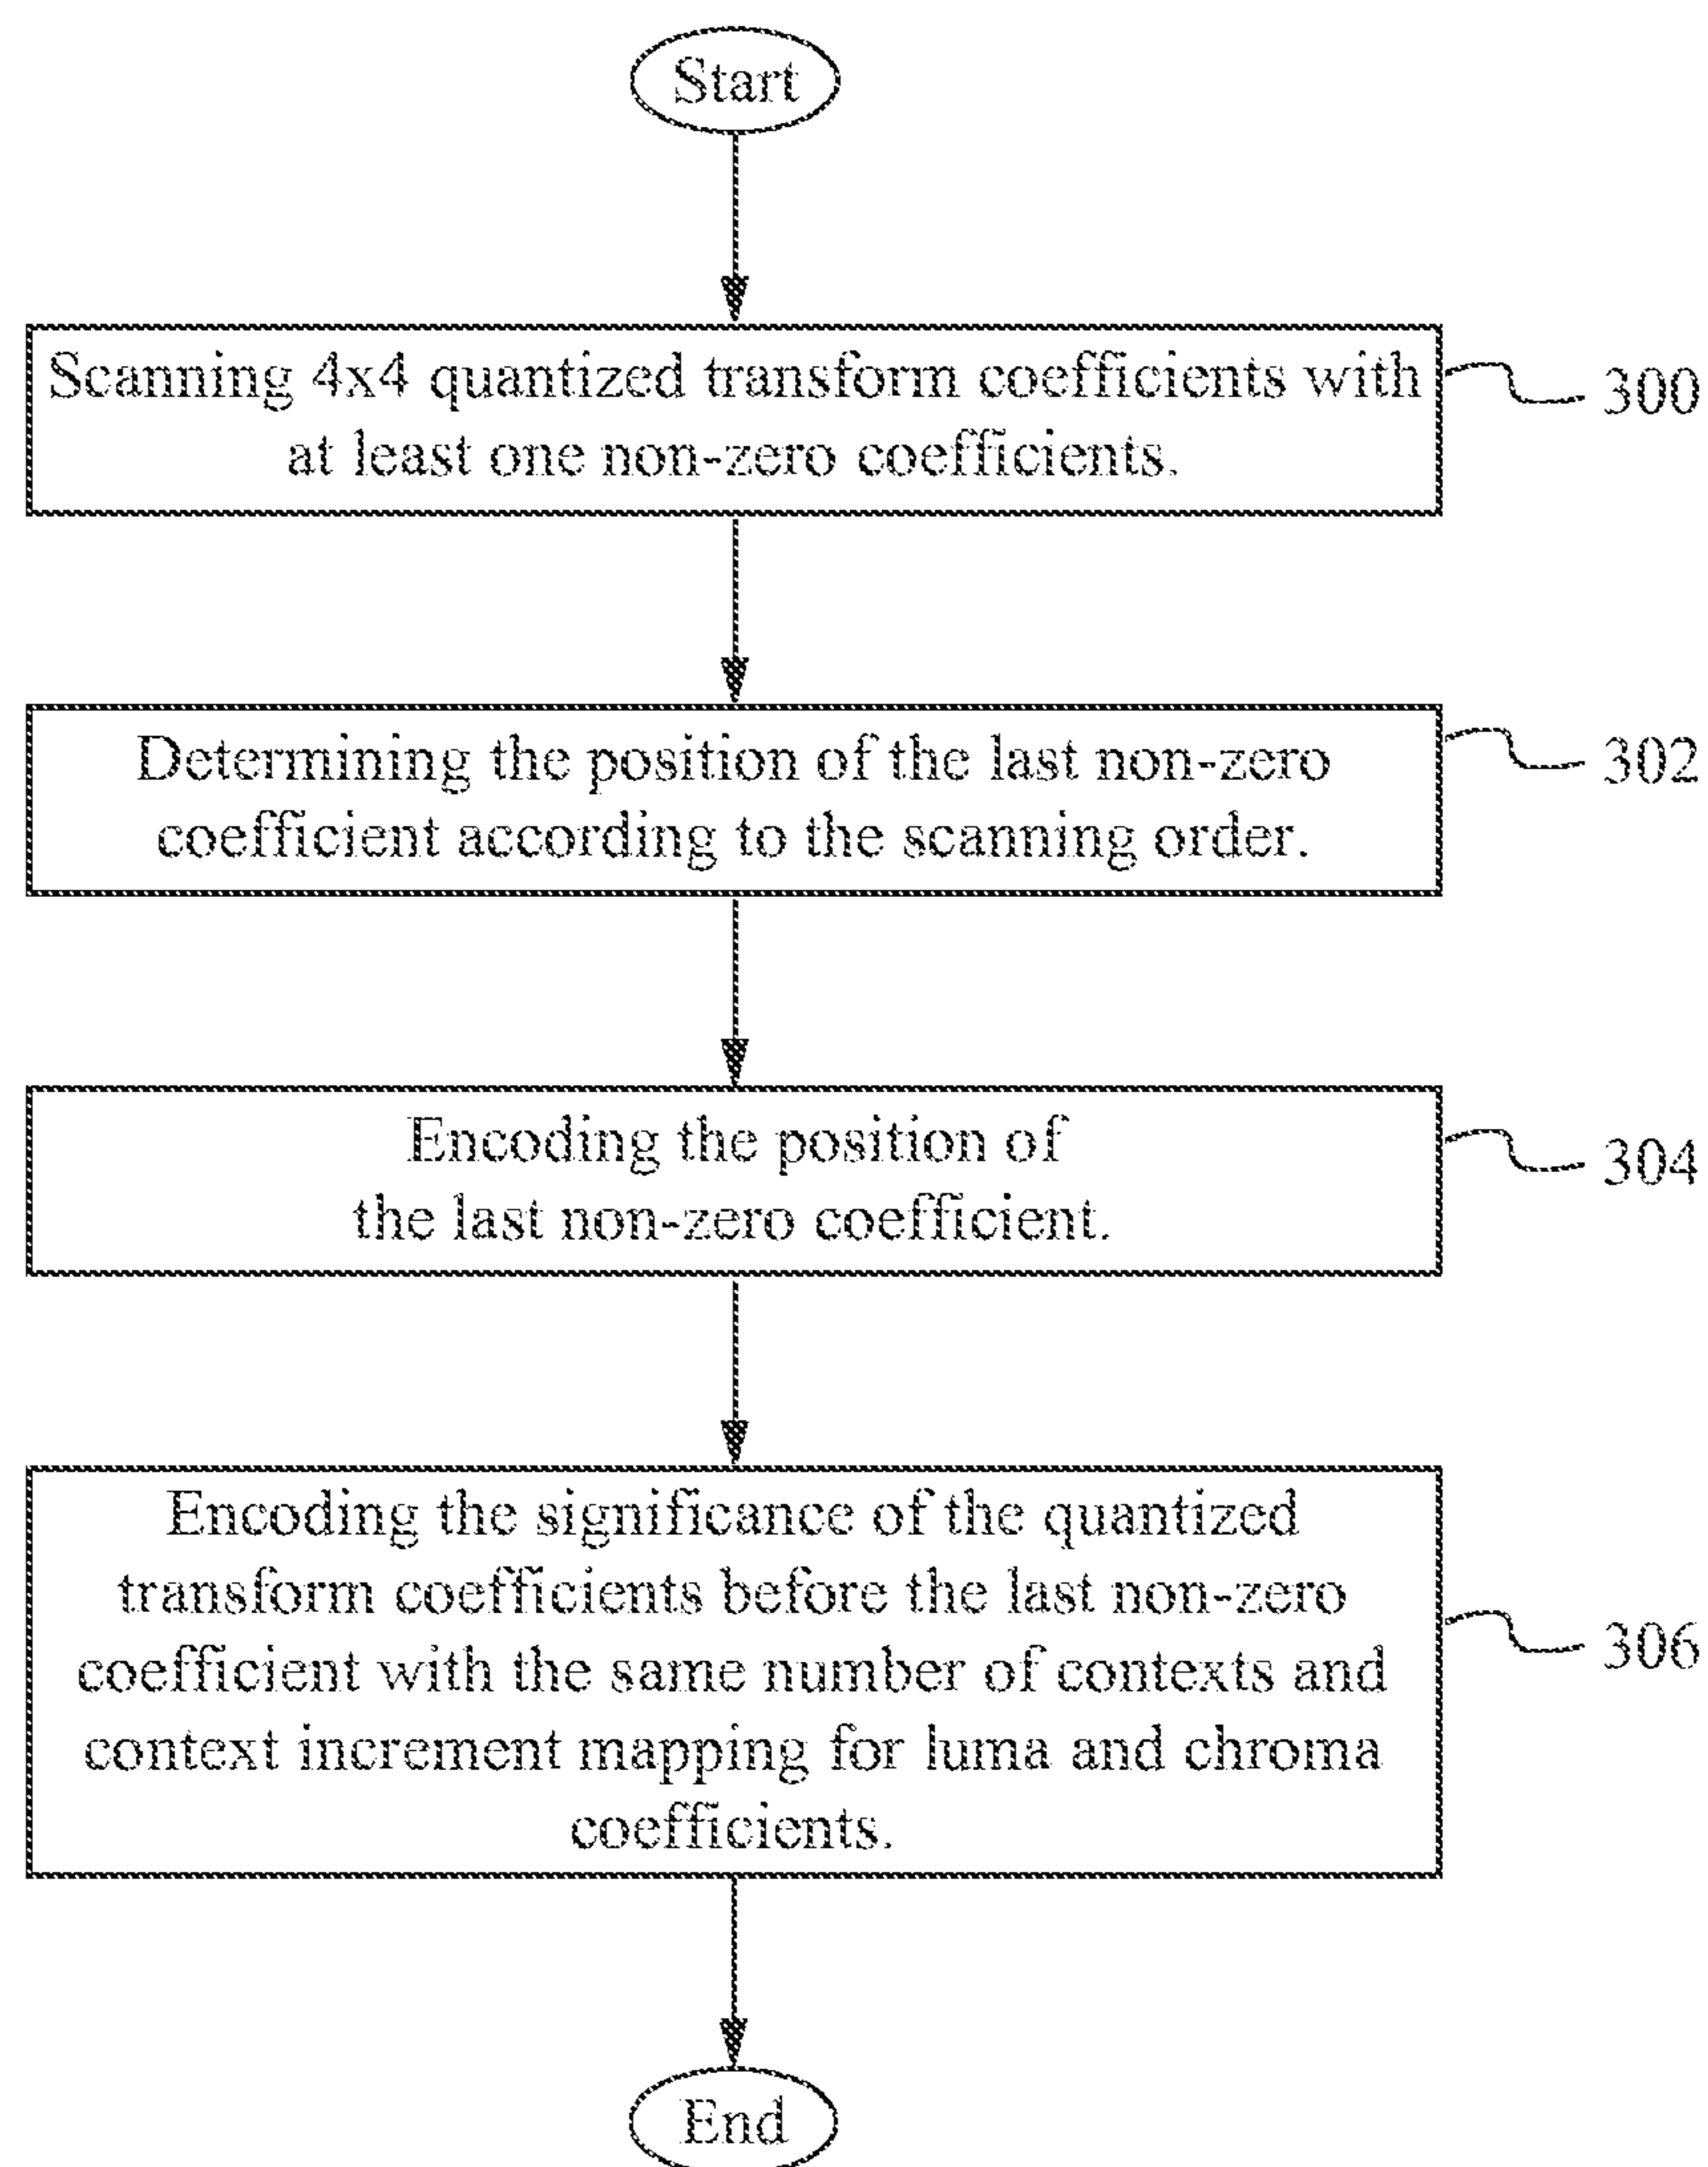 Start
Scanning 4x4 quantized transform coefficients with
at least one non-zero coefficients.
300
Determining the position of the last non-zero
coefficient according to the scanning order.
302
Encoding the position of
the last non-zero coefficient.
304
Encoding the significance of the quantized
transform coefficients before the last non-zero
coefficient with the same number of contexts and
context increment mapping for luma and chroma
coefficients.
306
End